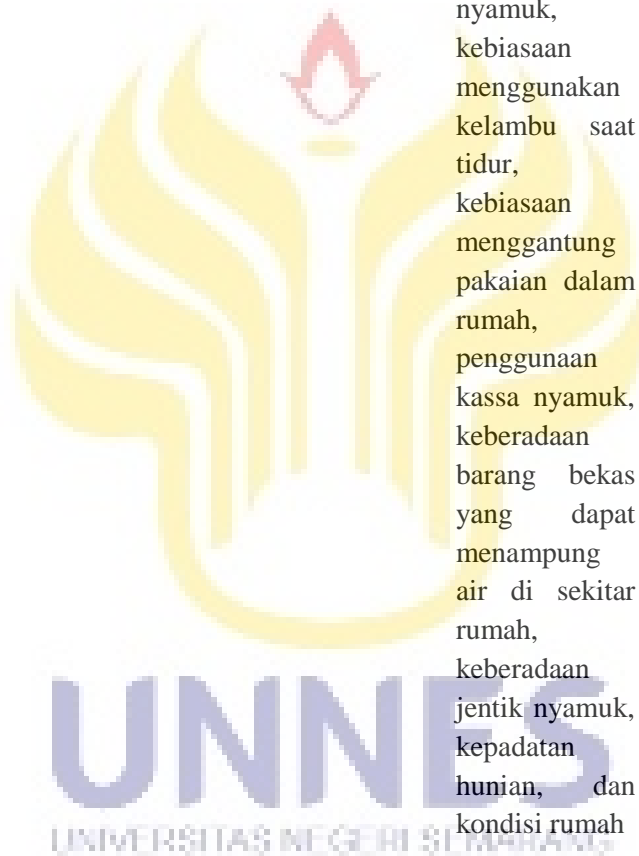 nyamuk,
kebiasaan
menggunakan
kelambu saat
tidur,
kebiasaan
menggantung
pakaian dalam
rumah,
penggunaan
kassa nyamuk,
keberadaan
barang bekas
yang dapat
menampung
air di sekitar
rumah,
keberadaan
jentik nyamuk,
kepadatan
hunian, dan
kondisi rumah
UNNES
UNIVERSITAS NEGERI SEMARANG